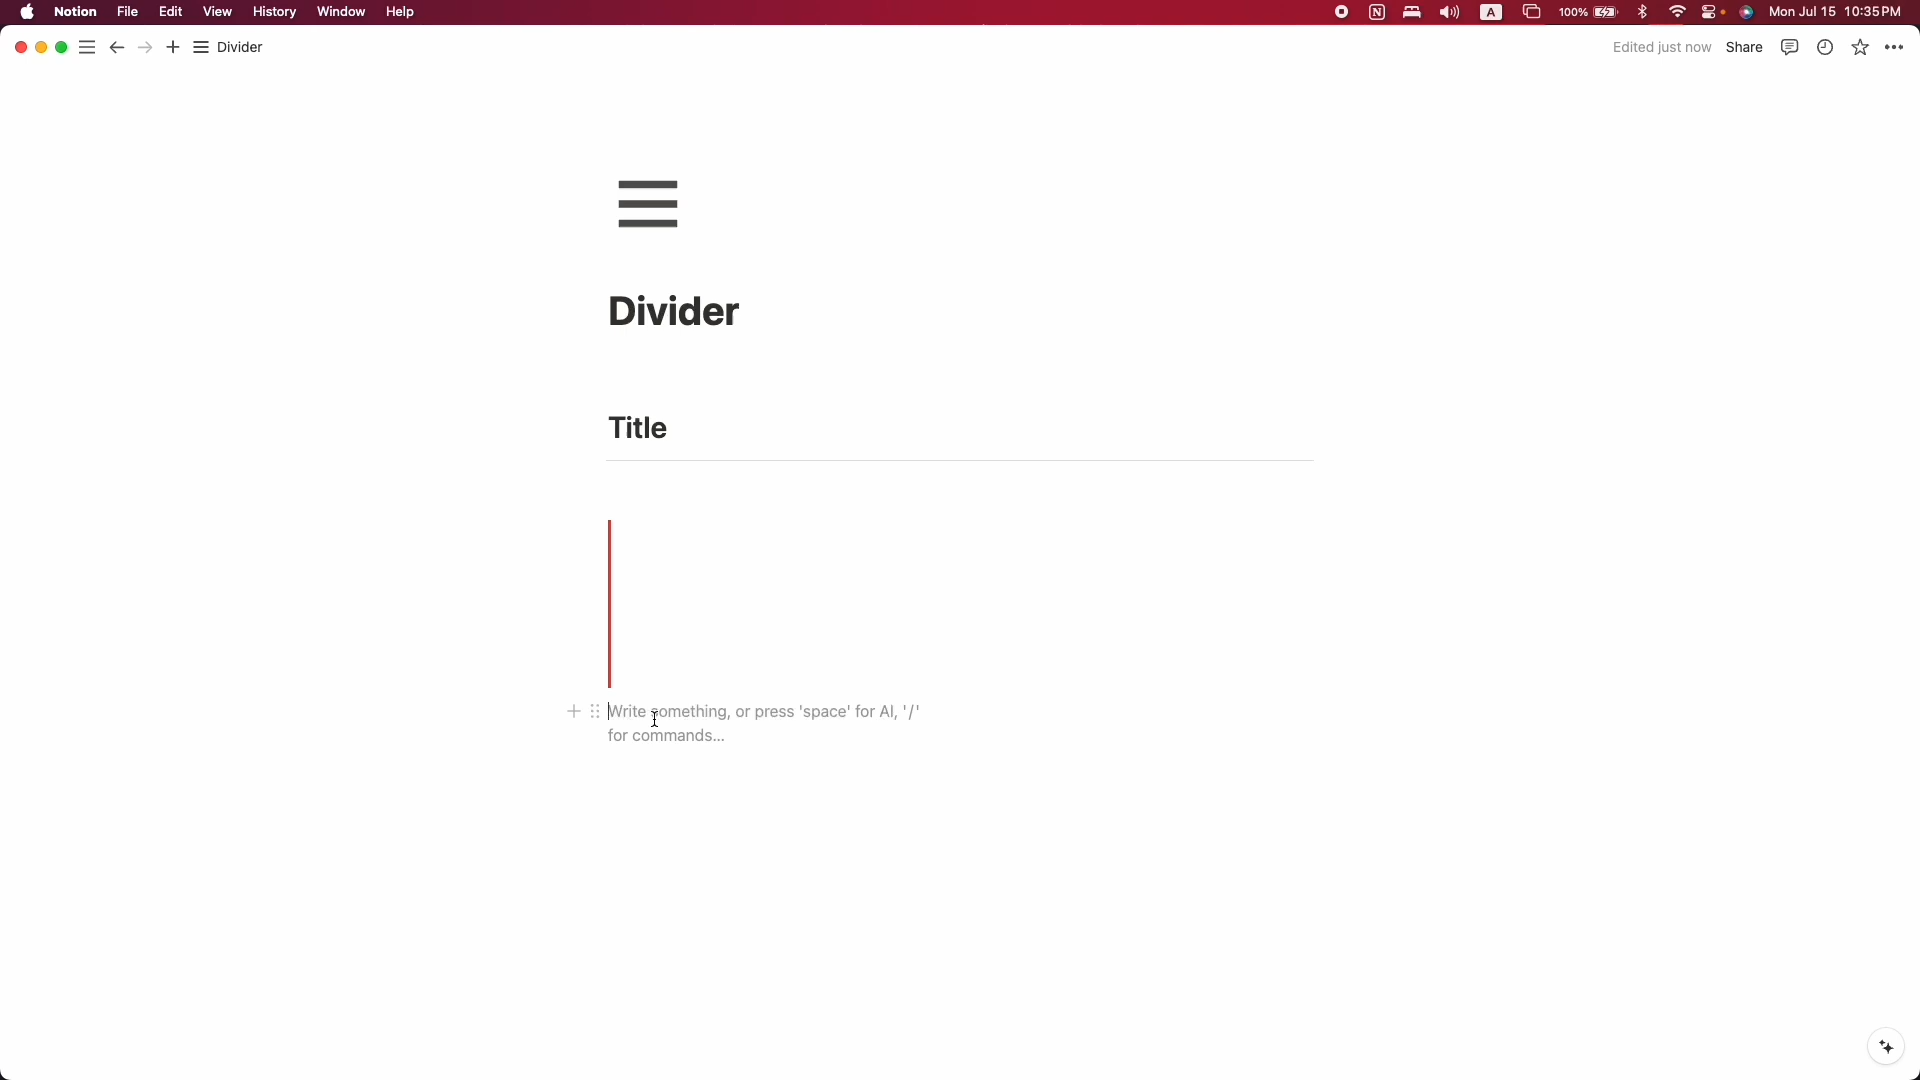 Notion File Edit View History Window Help A 100% Mon Jul 15 10:35PM
Divider Edited just now Share
Divider
Title
Write something, or press 'space' for AI, '/'
for commands...